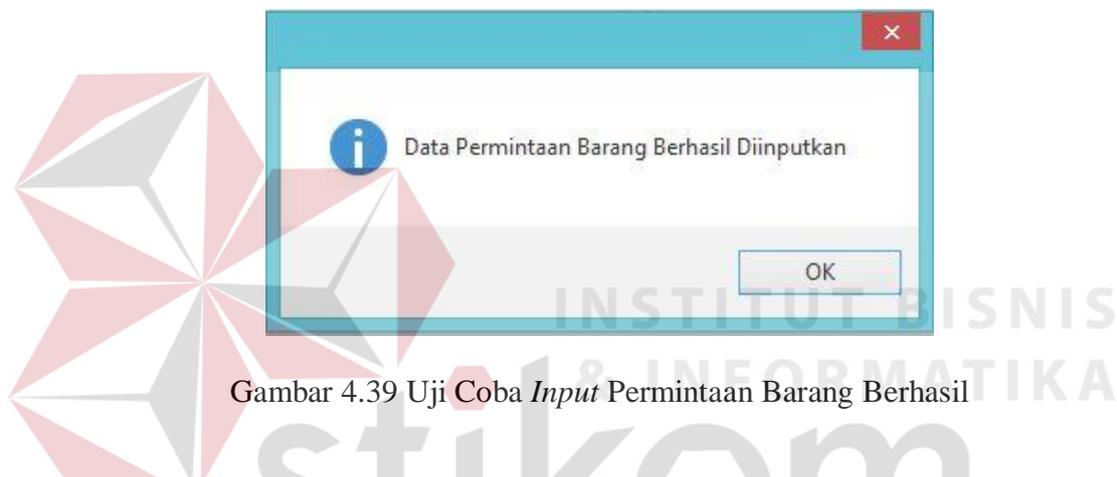 Data Permintaan Barang Berhasil Diinputkan
OK
INSTITUT BISNIS
& INFORMATIKA
Gambar 4.39 Uji Coba Input Permintaan Barang Berhasil
stikom